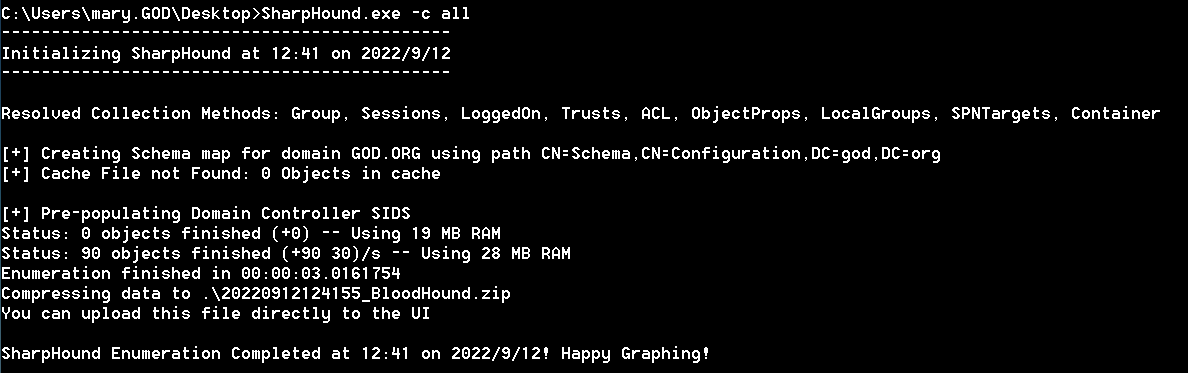 C:\Users\mary.GOD\Desktop>SharpHound.exe -c all
---------------------------------------------
Initializing SharpHound at 12:41 on 2022/9/12
---------------------------------------------
Resolved Collection Methods: Group, Sessions, LoggedOn, Trusts, ACL, ObjectProps, LocalGroups, SPNTargets, Container
[+] Creating Schema map for domain GOD.ORG using path CN=Schema,CN=Configuration,DC=god,DC=org
[+] Cache File not Found: 0 Objects in cache
[+] Pre-populating Domain Controller SIDS
Status: 0 objects finished (+0) -- Using 19 MB RAM
Status: 90 objects finished (+90 30)/s -- Using 28 MB RAM
Enumeration finished in 00:00:03.0161754
Compressing data to .\20220912124155_BloodHound.zip
You can upload this file directly to the UI
SharpHound Enumeration Completed at 12:41 on 2022/9/12! Happy Graphing!